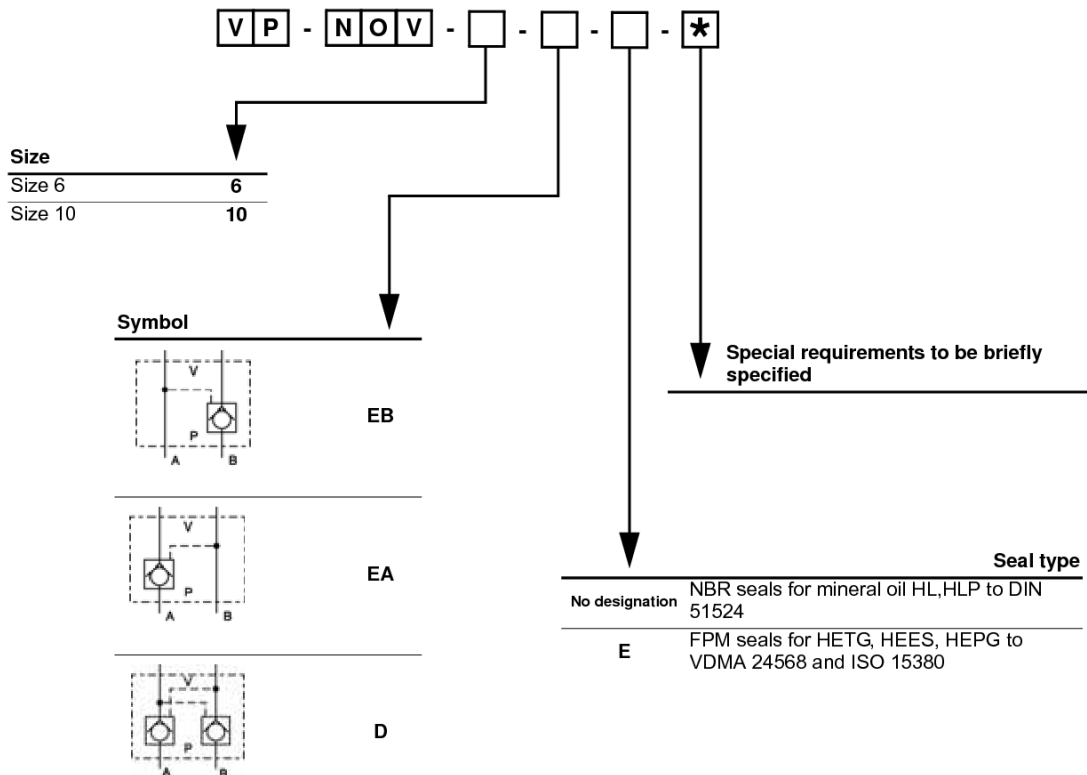 VP - NOV - - - - *
Size
Size 6 6
Size 10 10
Symbol
V
P
A B
EB
V
P
A B
EA
V
P
A B
D
Special requirements to be briefly
specified
Seal type
No designation NBR seals for mineral oil HL,HLP to DIN
51524
E FPM seals for HETG, HEES, HEPG to
VDMA 24568 and ISO 15380